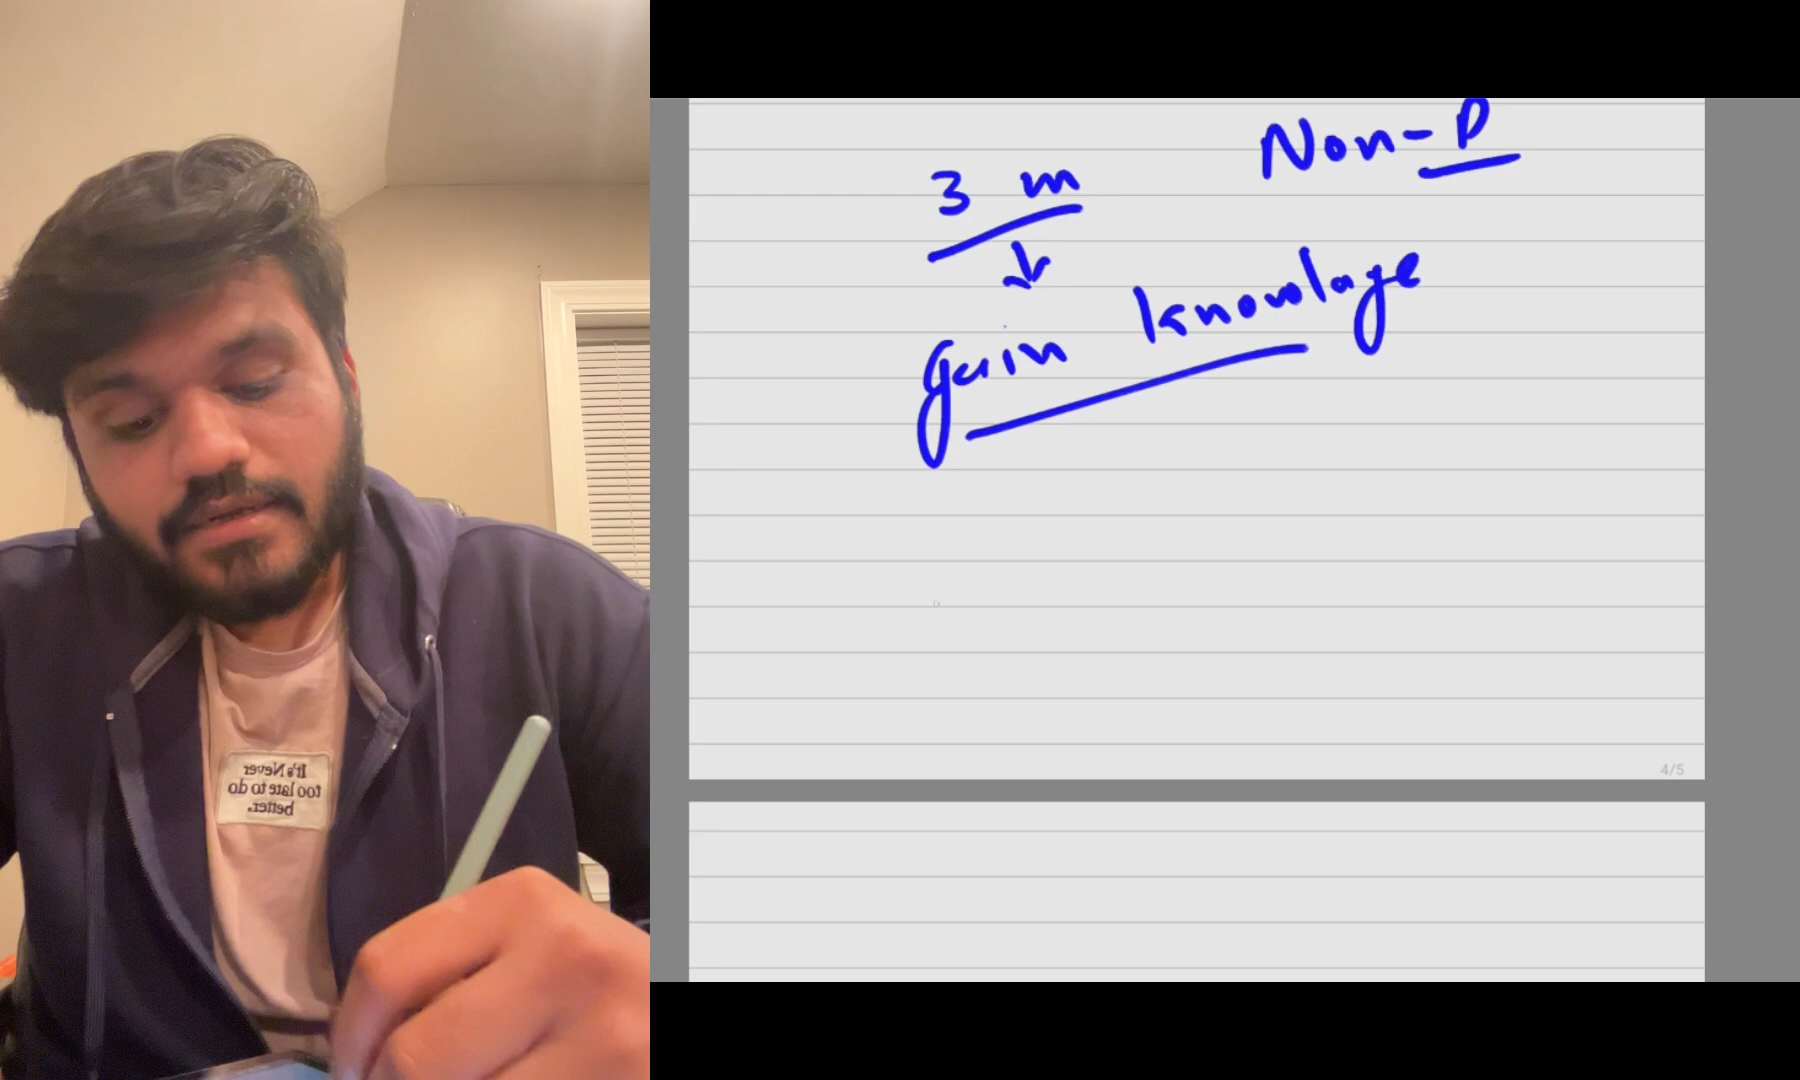 Non-P
3 m
gain knowlage
It's Never
too late to do
better.
4/5